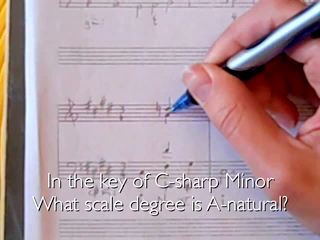 In the key of C-sharp Minor
What scale degree is A-natural?